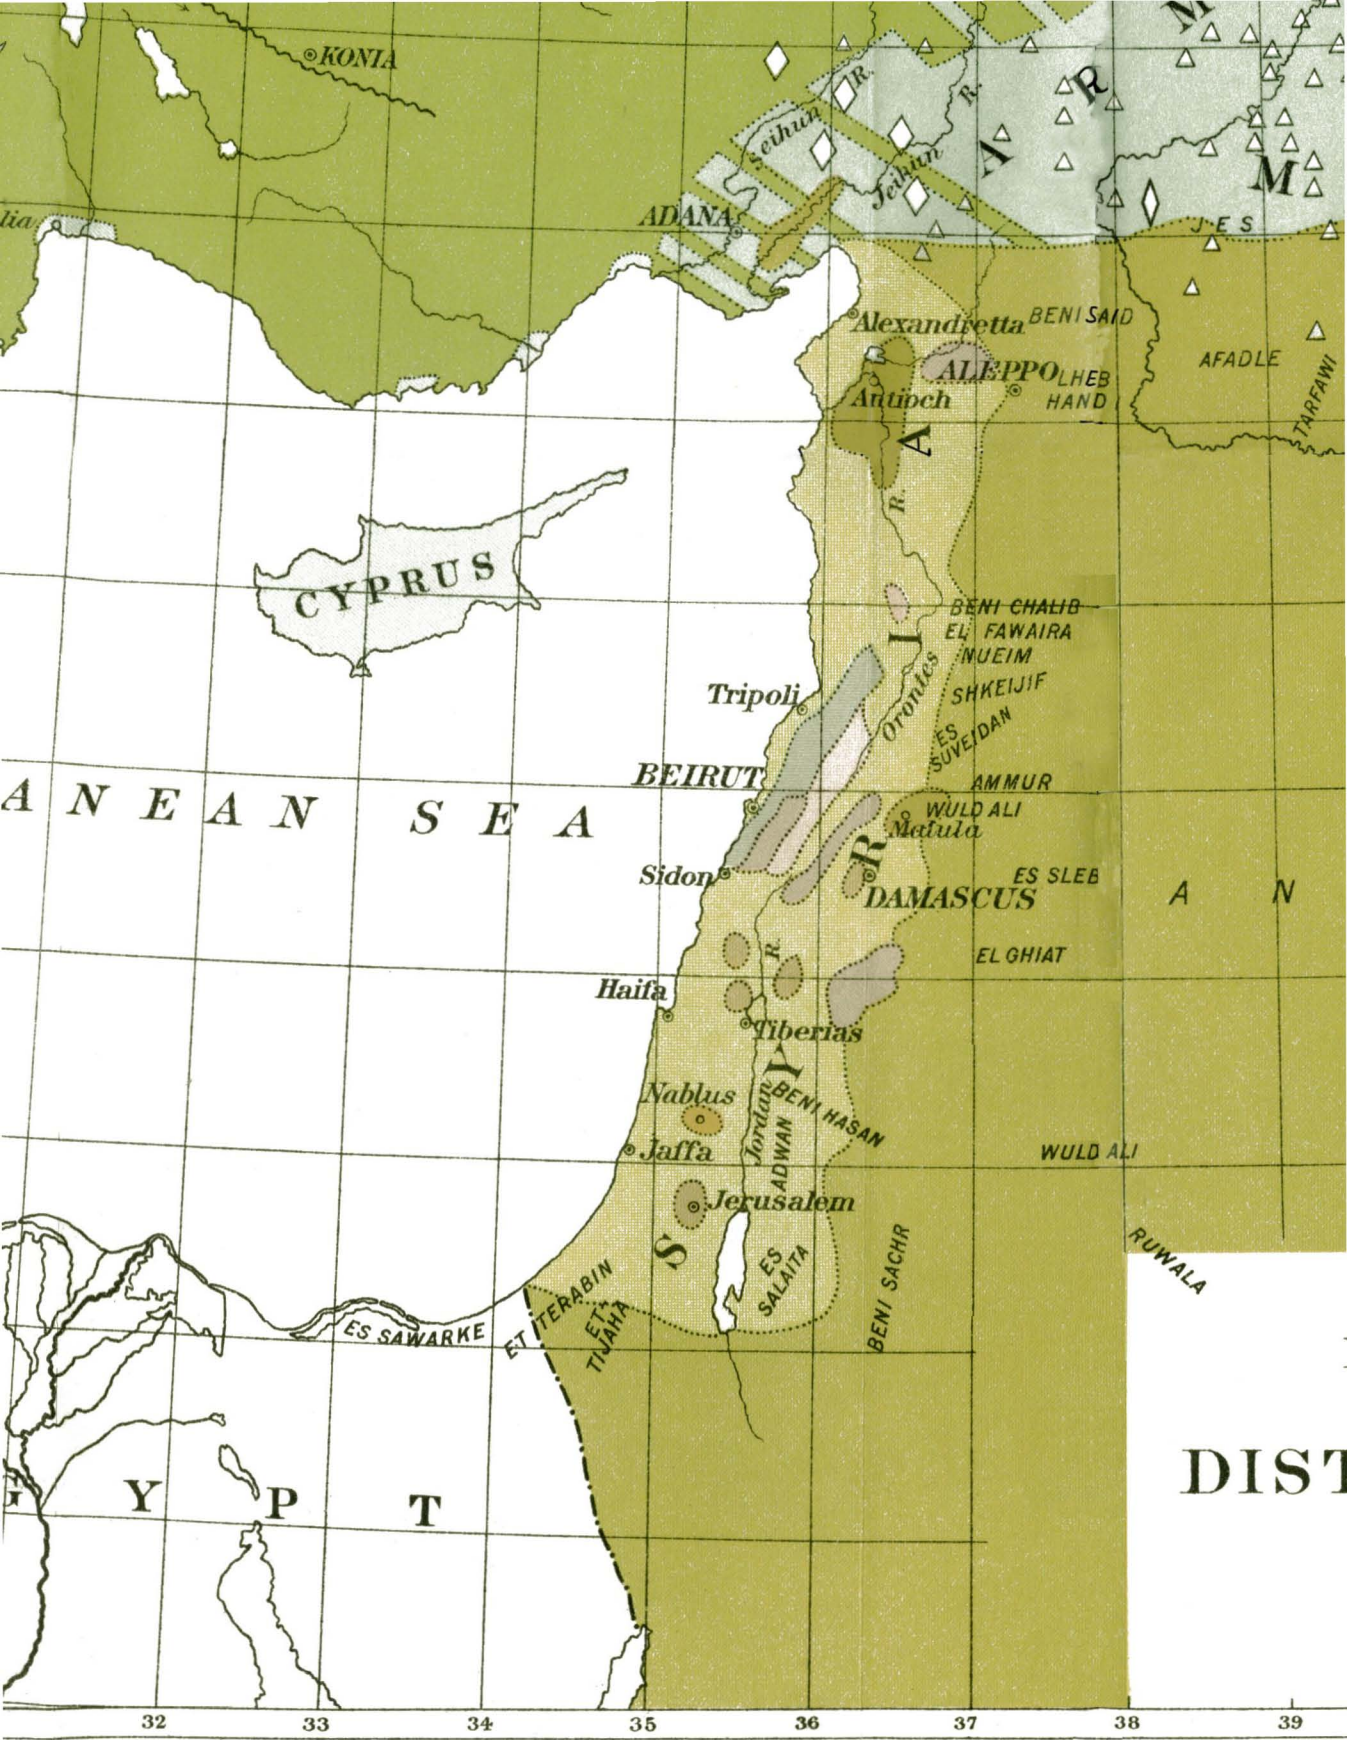 KONIA
M
R
A
M
Seihun R.
Jeihun R.
lia
ADANA
JES
Alexandretta
BENI SAID
ALEPPO
LHEB
HAND
AFADLE
TARFAWI
Antioch
A
R.
CYPRUS
BENI CHALIB
EL FAWAIRA
NUEIM
I
SHKEIJIF
Orontes
Tripoli
ES
SUVEIDAN
BEIRUT
AMMUR
WULD ALI
ANEAN SEA
Malula
R
Sidon
ES SLEB
DAMASCUS
A N
R.
EL GHIAT
Haifa
Tiberias
Y
Nablus
Jordan
BENI HASAN
ADWAN
Jaffa
WULD ALI
Jerusalem
S
ES
SALAITA
BENI SACHR
RUWALA
ET TERABIN
ET-
TIJAHA
ES SAWARKE
GYPT
DIST
32 33 34 35 36 37 38 39